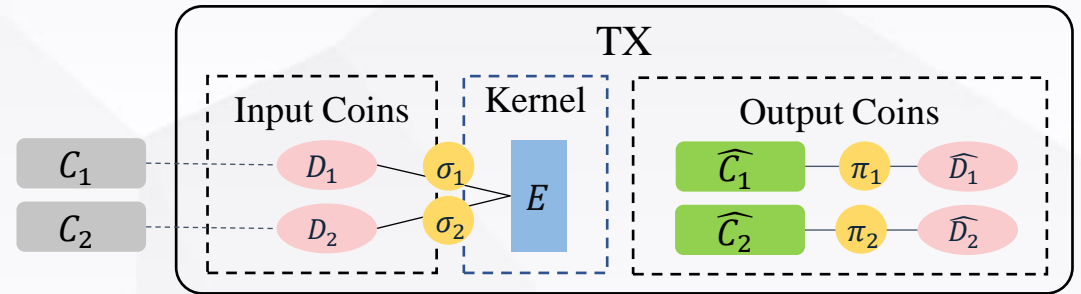 TX
Input Coins
Kernel
Output Coins
C₁ D₁ σ₁ E Ĉ₁ π₁ D̂₁
C₂ D₂ σ₂ Ĉ₂ π₂ D̂₂